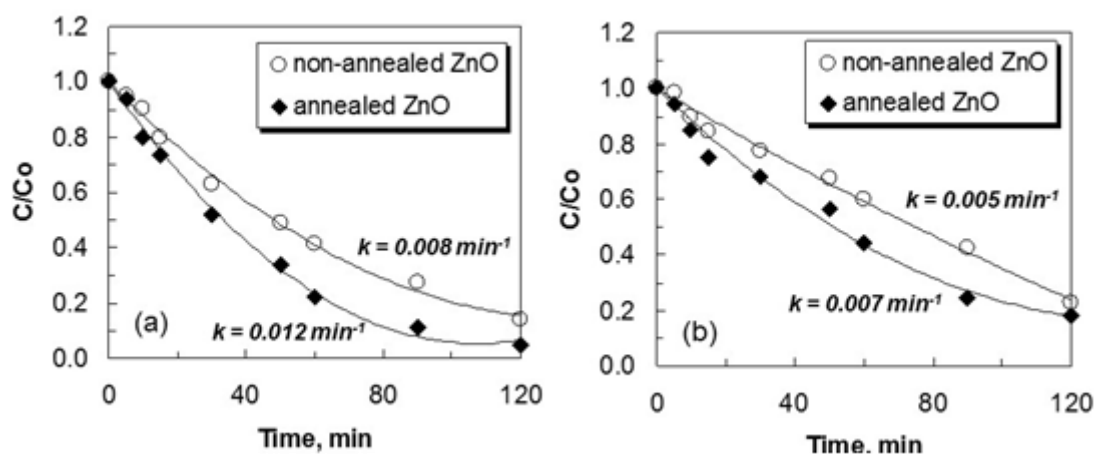 1.2
1.0
0.8
0.6
0.4
0.2
0.0
C/Co
non-annealed ZnO
annealed ZnO
k = 0.008 min-1
k = 0.012 min-1
(a)
0 40 80 120
Time, min
1.2
1.0
0.8
0.6
0.4
0.2
0.0
C/Co
non-annealed ZnO
annealed ZnO
k = 0.005 min-1
k = 0.007 min-1
(b)
0 40 80 120
Time, min